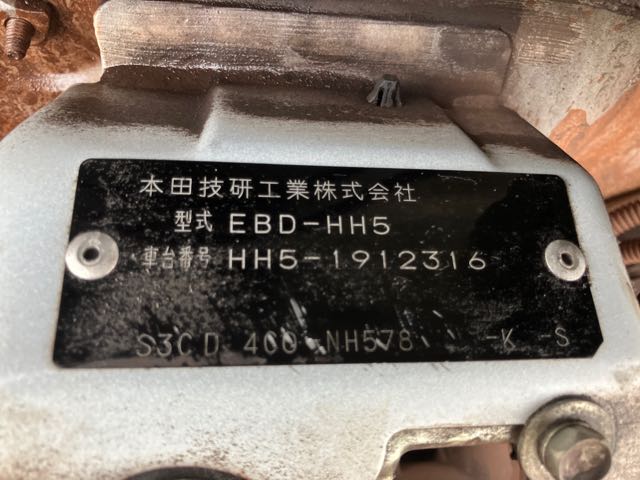 本田技研工業株式会社
型式 EBD-HH5
車台番号 HH5-1912316
S3CD 400-NH578 -K -S